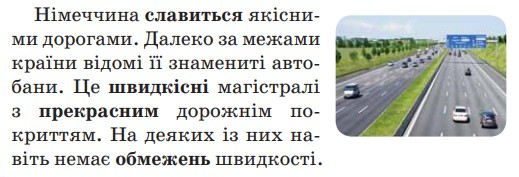 Німеччина славиться якісни-
ми дорогами. Далеко за межами
країни відомі її знамениті авто-
бани. Це швидкісні магістралі
з прекрасним дорожнім по-
криттям. На деяких із них на-
віть немає обмежень швидкості.